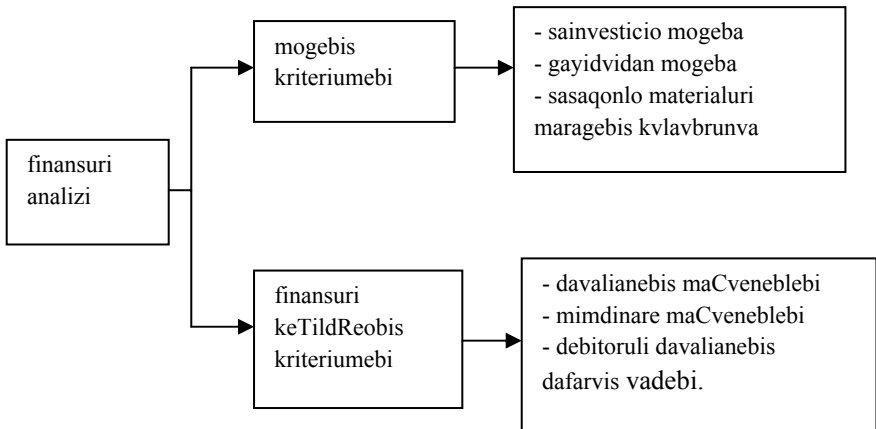 finansuri
analizi
mogebis
kriteriumebi
- sainvesticio mogeba
- gayidvidan mogeba
- sasaqonlo materialuri
maragebis kvlavbrunva
finansuri
keTildReobis
kriteriumebi
- davalianebis maCveneblebi
- mimdinare maCveneblebi
- debitoruli davalianebis
dafarvis vadebi.